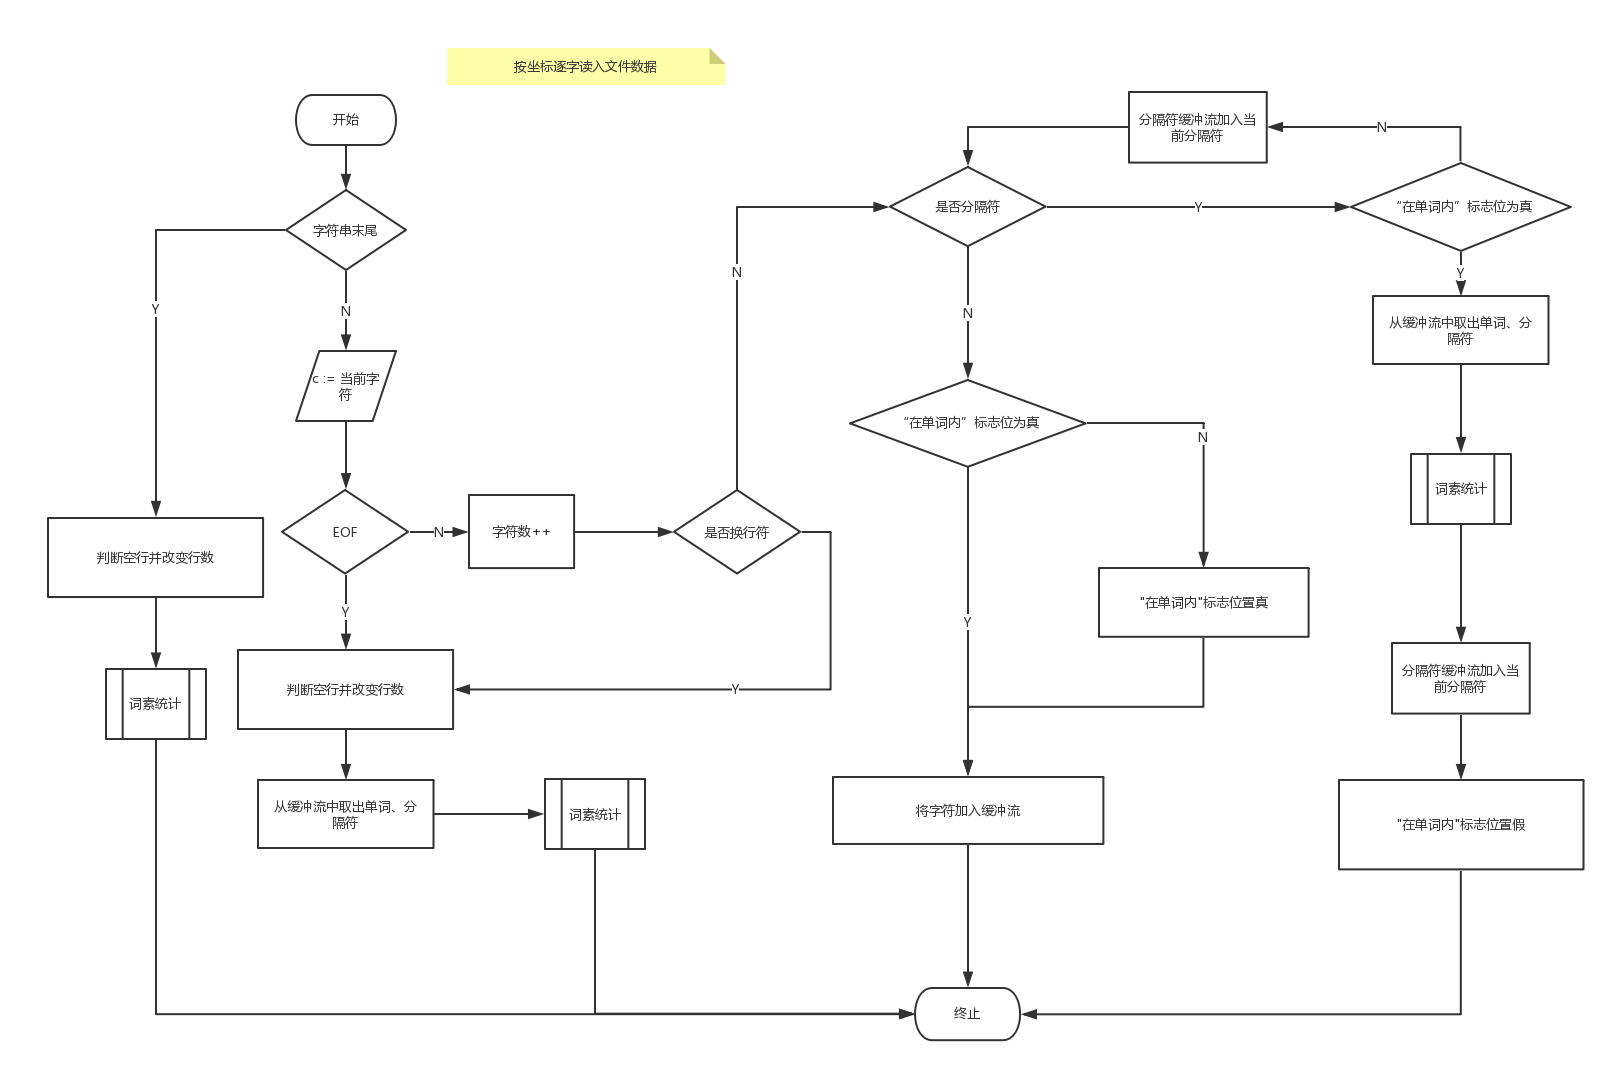 按坐标逐字读入文件数据
开始
字符串末尾
Y
N
c := 当前字
符
EOF
N
字符数++
是否换行符
N
Y
Y
判断空行并改变行数
词素统计
判断空行并改变行数
从缓冲流中取出单词、分
隔符
词素统计
是否分隔符
Y
N
“在单词内”标志位为真
N
分隔符缓冲流加入当
前分隔符
Y
从缓冲流中取出单词、分
隔符
词素统计
分隔符缓冲流加入当
前分隔符
"在单词内"标志位置假
“在单词内”标志位为真
N
"在单词内"标志位置真
Y
将字符加入缓冲流
终止